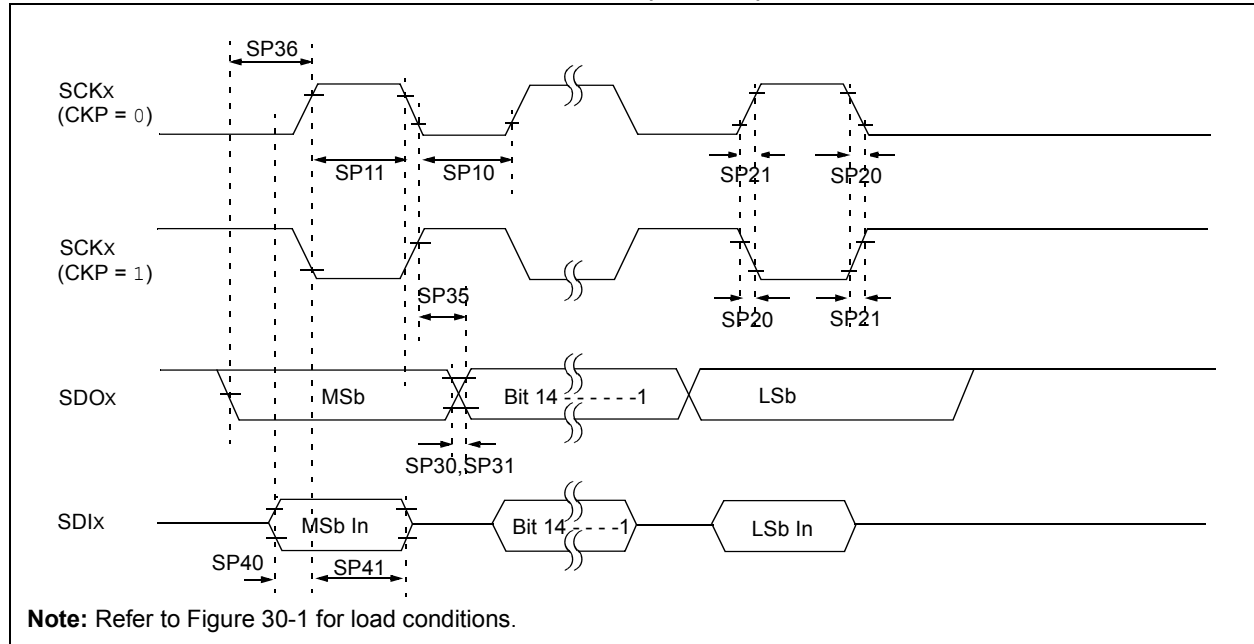 SP36
SCKx
(CKP = 0)
SP11
SP10
SP21
SP20
SCKx
(CKP = 1)
SP35
SP20
SP21
SDOx
MSb
Bit 14 - - - - - -1
LSb
SP30,SP31
SDIx
MSb In
Bit 14 - - - -1
LSb In
SP40
SP41
Note: Refer to Figure 30-1 for load conditions.